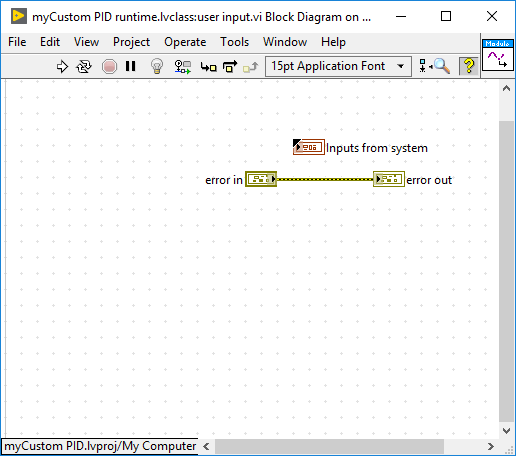 myCustom PID runtime.lvclass:user input.vi Block Diagram on ...
File Edit View Project Operate Tools Window Help
15pt Application Font
?
Module
Inputs from system
error in
error out
myCustom PID.lvproj/My Computer